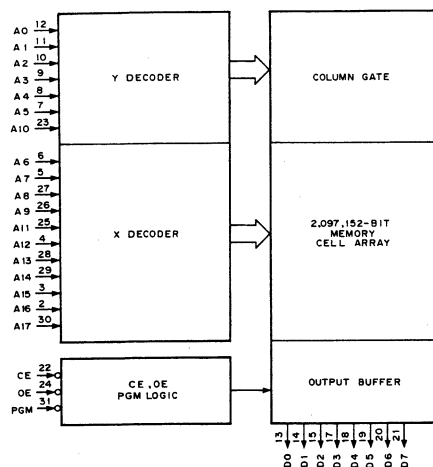 A0 12
A1 11
A2 10
A3 9
A4 8
A5 7
A10 23
Y DECODER
COLUMN GATE
A6 6
A7 5
A8 27
A9 26
A11 25
A12 4
A13 28
A14 29
A15 3
A16 2
A17 30
X DECODER
2,097,152-BIT
MEMORY
CELL ARRAY
CE 22
OE 24
PGM 31
CE, OE
PGM LOGIC
OUTPUT BUFFER
13 14 15 17 18 19 20 21
D0 D1 D2 D3 D4 D5 D6 D7